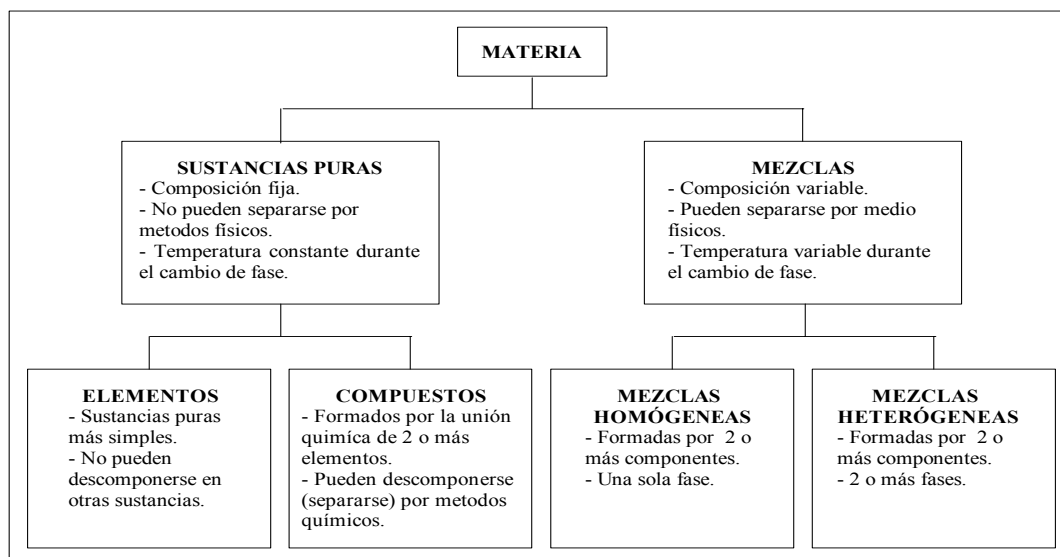 MATERIA
SUSTANCIAS PURAS
- Composición fija.
- No pueden separarse por
metodos físicos.
- Temperatura constante durante
el cambio de fase.
MEZCLAS
- Composición variable.
- Pueden separarse por medio
físicos.
- Temperatura variable durante
el cambio de fase.
ELEMENTOS
- Sustancias puras
más simples.
- No pueden
descomponerse en
otras sustancias.
COMPUESTOS
- Formados por la unión
quimíca de 2 o más
elementos.
- Pueden descomponerse
(separarse) por metodos
químicos.
MEZCLAS
HOMÓGENEAS
- Formadas por 2 o
más componentes.
- Una sola fase.
MEZCLAS
HETERÓGENEAS
- Formadas por 2 o
más componentes.
- 2 o más fases.